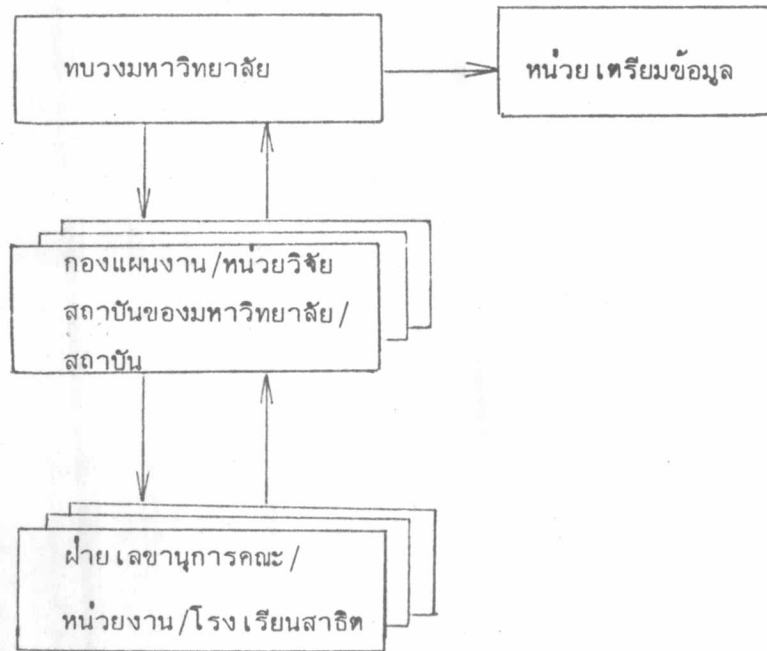 ทบวงมหาวิทยาลัย
หน่วยเตรียมข้อมูล
กองแผนงาน/หน่วยวิจัย
สถาบันของมหาวิทยาลัย/
สถาบัน
ฝ่ายเลขานุการคณะ/
หน่วยงาน/โรงเรียนสาธิต